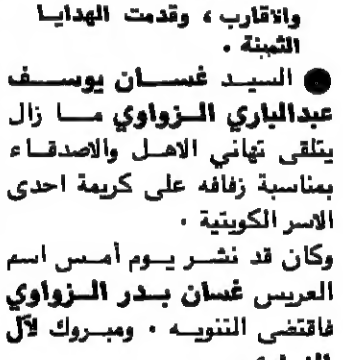 والاقارب ، وقدمت الهدايا
الثمينة .
● السيد غسان يوسف
عبدالباري الزواوي ما زال
يتلقى تهاني الاهل والاصدقاء
بمناسبة زفافه على كريمة احدى
الاسر الكويتية .
وكان قد نشر يوم أمس اسم
العريس غسان بدر الزواوي
فاقتضى التنويه . ومبروك لآل